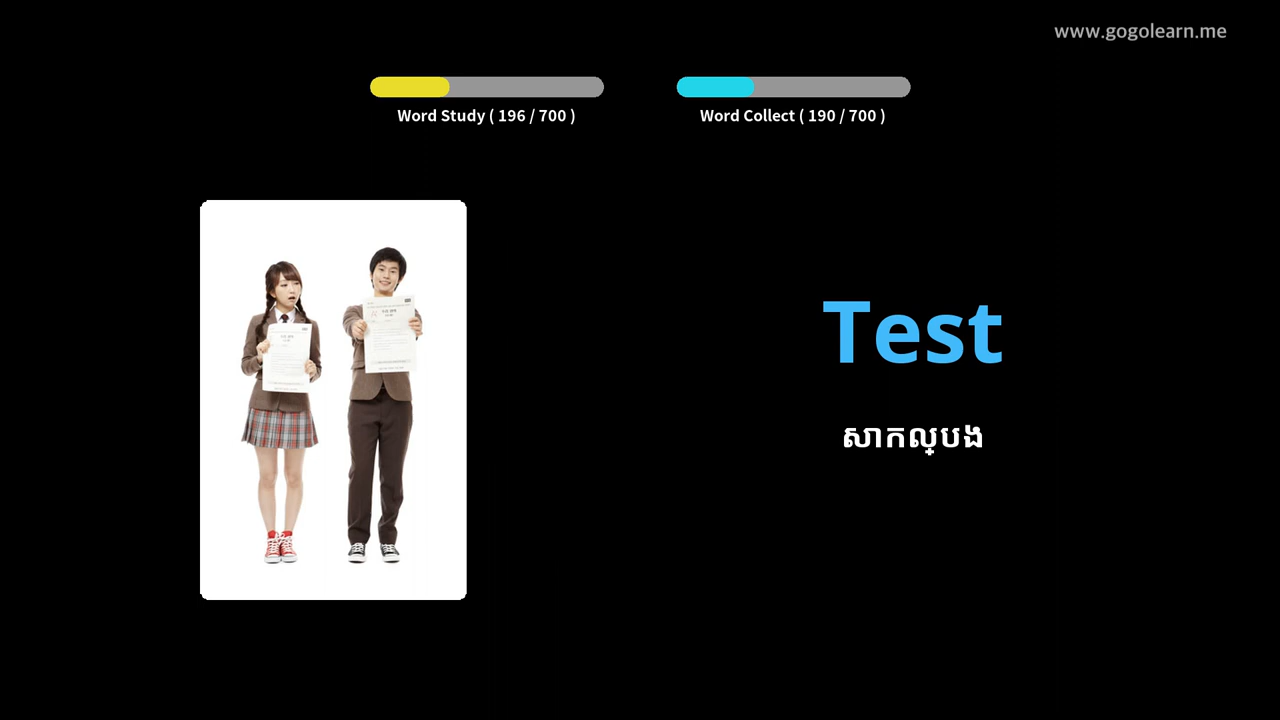 www.gogolearn.me
Word Study ( 196 / 700 )
Word Collect ( 190 / 700 )
Test
សាកល្បង